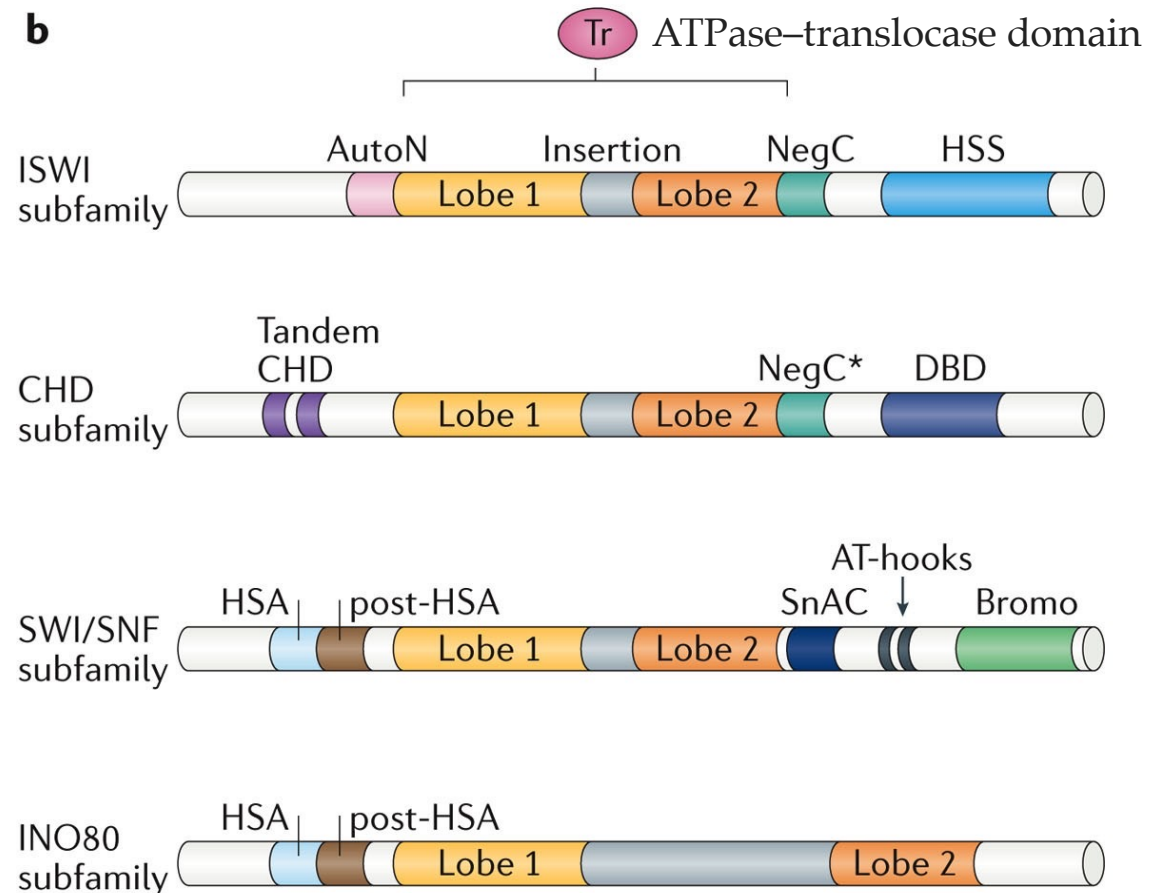 b
Tr ATPase–translocase domain
AutoN Insertion NegC HSS
ISWI
subfamily
Lobe 1 Lobe 2
Tandem
CHD
NegC* DBD
CHD
subfamily
Lobe 1 Lobe 2
AT-hooks
HSA post-HSA SnAC Bromo
SWI/SNF
subfamily
Lobe 1 Lobe 2
HSA post-HSA
INO80
subfamily
Lobe 1 Lobe 2